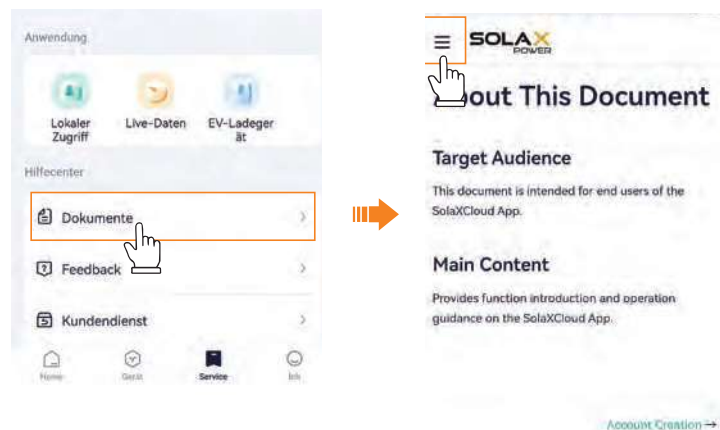 Anwendung
Lokaler
Zugriff
Live-Daten
EV-Ladeger
ät
Hilfecenter
Dokumente
Feedback
Kundendienst
Home
Gerät
Service
Ich
SOLAX
POWER
About This Document
Target Audience
This document is intended for end users of the
SolaXCloud App.
Main Content
Provides function introduction and operation
guidance on the SolaXCloud App.
Account Creation →